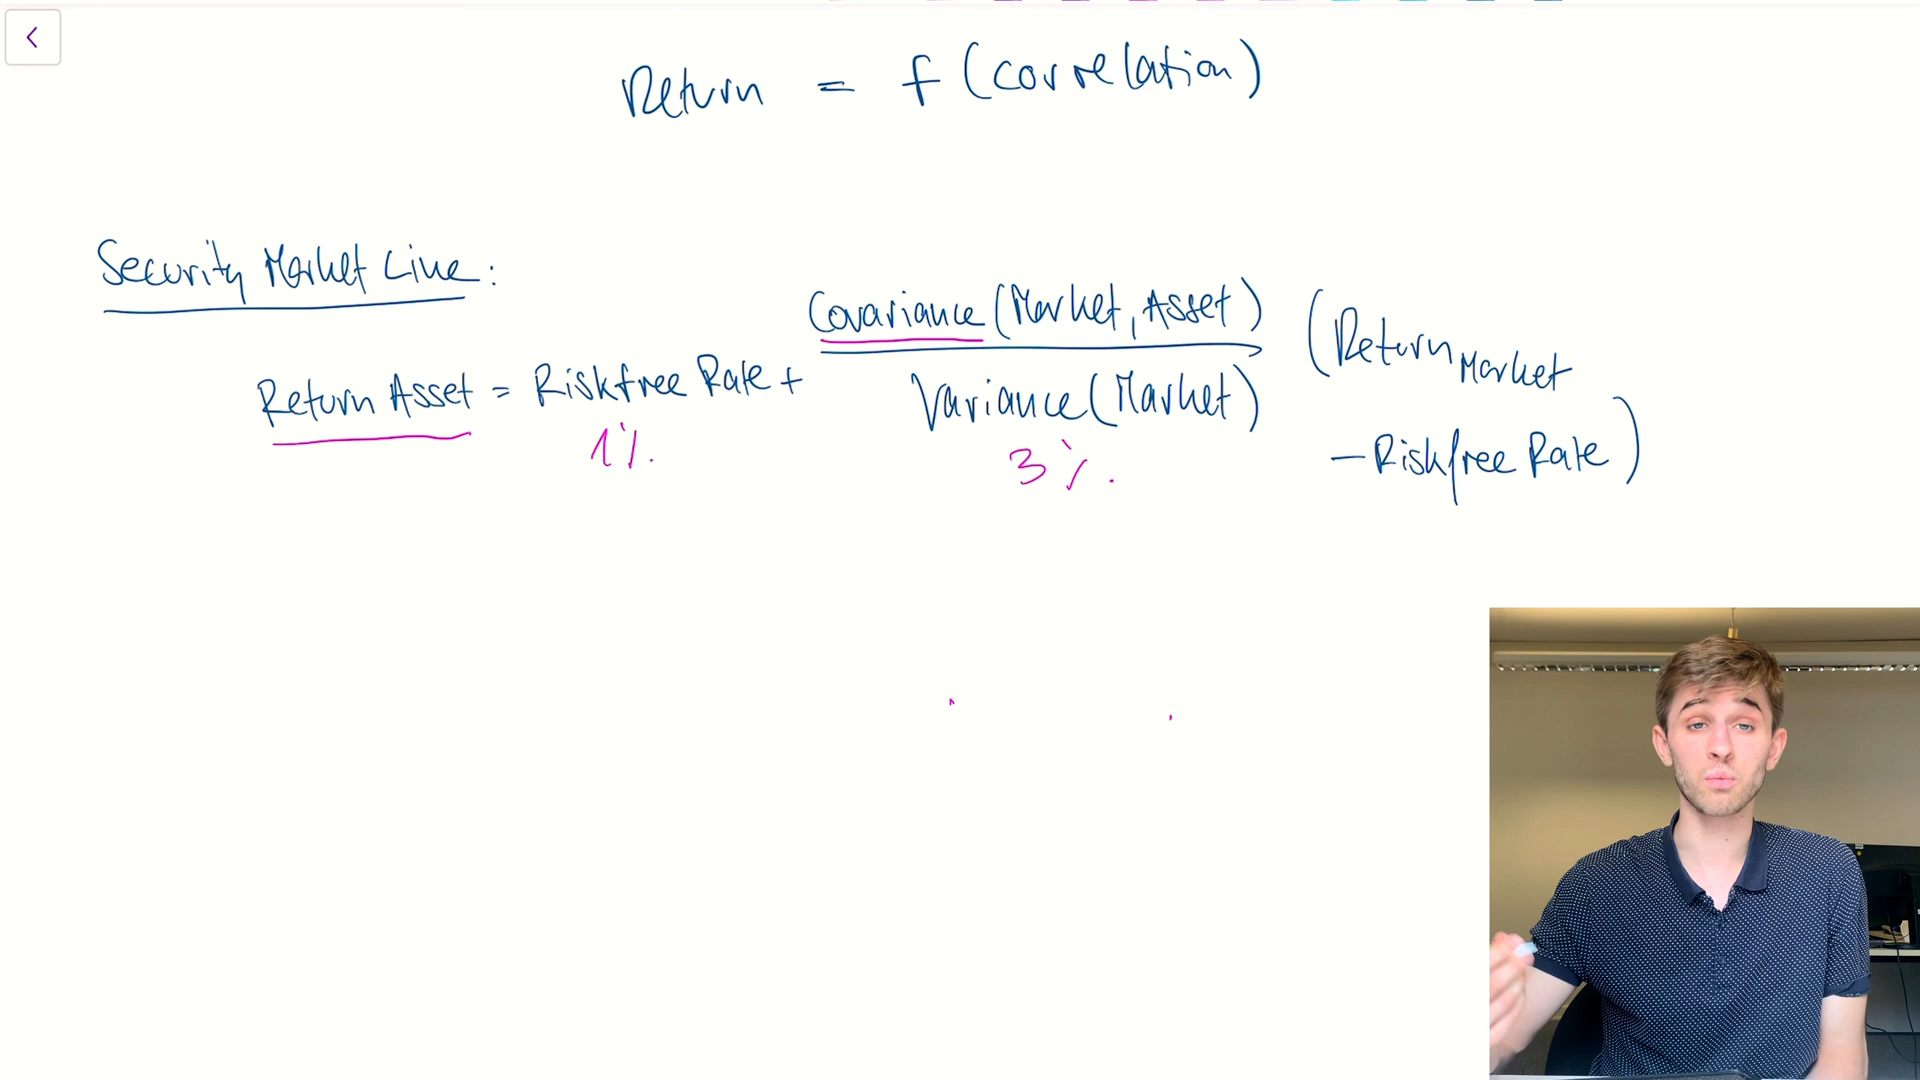 Return = f (correlation)
Security Market Line:
Return Asset = Riskfree Rate + Covariance (Market, Asset) / Variance (Market) (Return Market - Riskfree Rate)
1%.
3%.